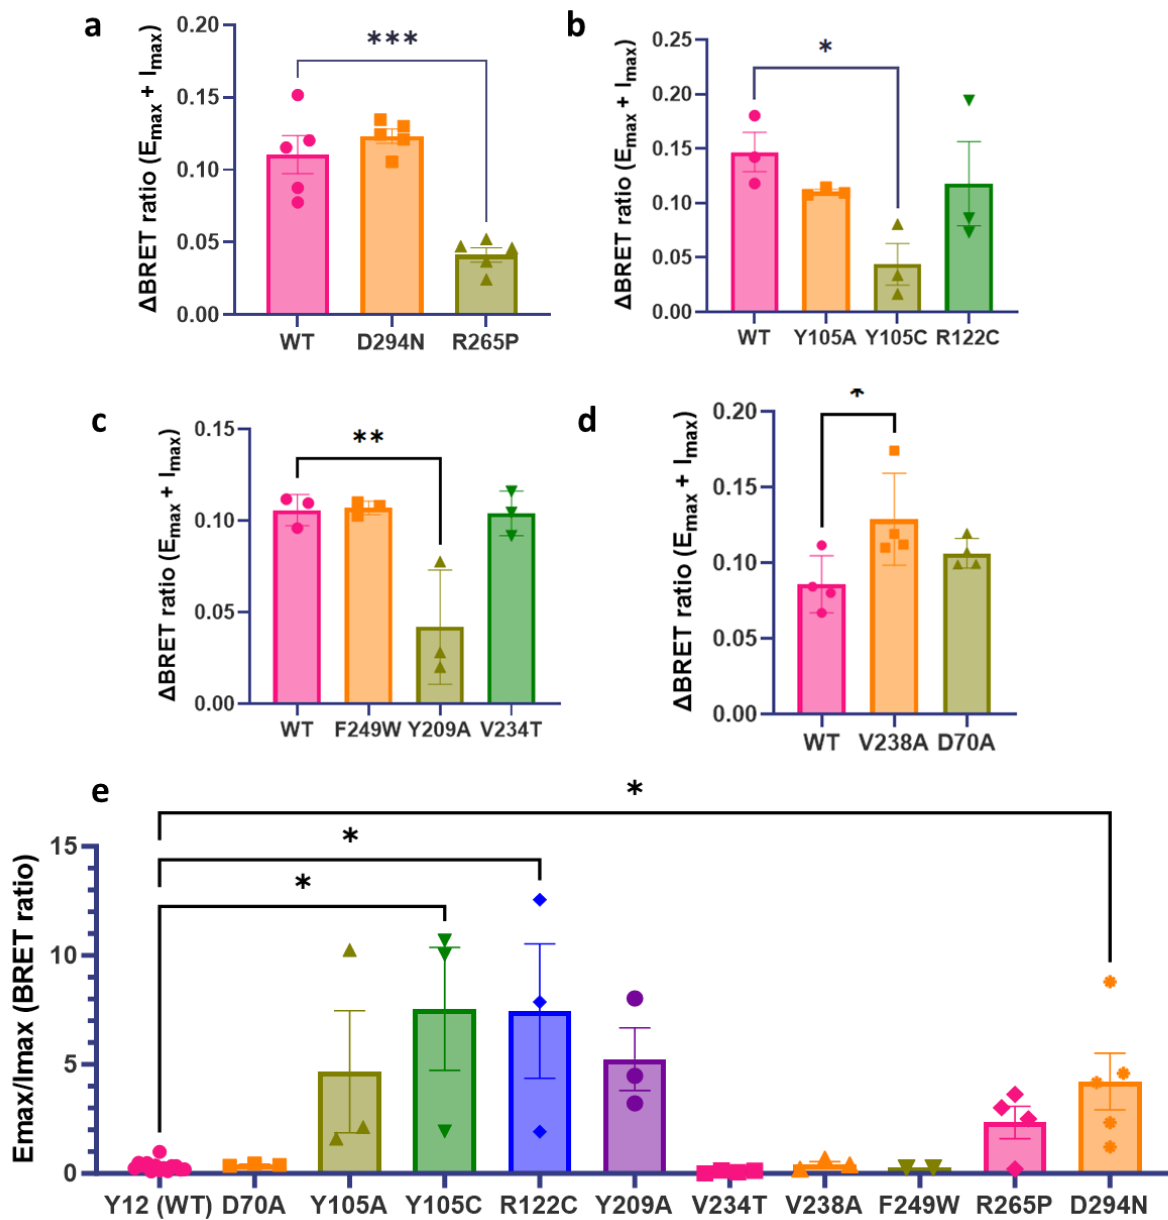 a
ΔBRET ratio (Emax + Imax)
0.20
0.15
0.10
0.05
0.00
***
WT D294N R265P
b
ΔBRET ratio (Emax + Imax)
0.25
0.20
0.15
0.10
0.05
0.00
*
WT Y105A Y105C R122C
c
ΔBRET ratio (Emax + Imax)
0.15
0.10
0.05
0.00
**
WT F249W Y209A V234T
d
ΔBRET ratio (Emax + Imax)
0.20
0.15
0.10
0.05
0.00
*
WT V238A D70A
e
Emax/Imax (BRET ratio)
15
10
5
0
*
*
*
Y12 (WT) D70A Y105A Y105C R122C Y209A V234T V238A F249W R265P D294N